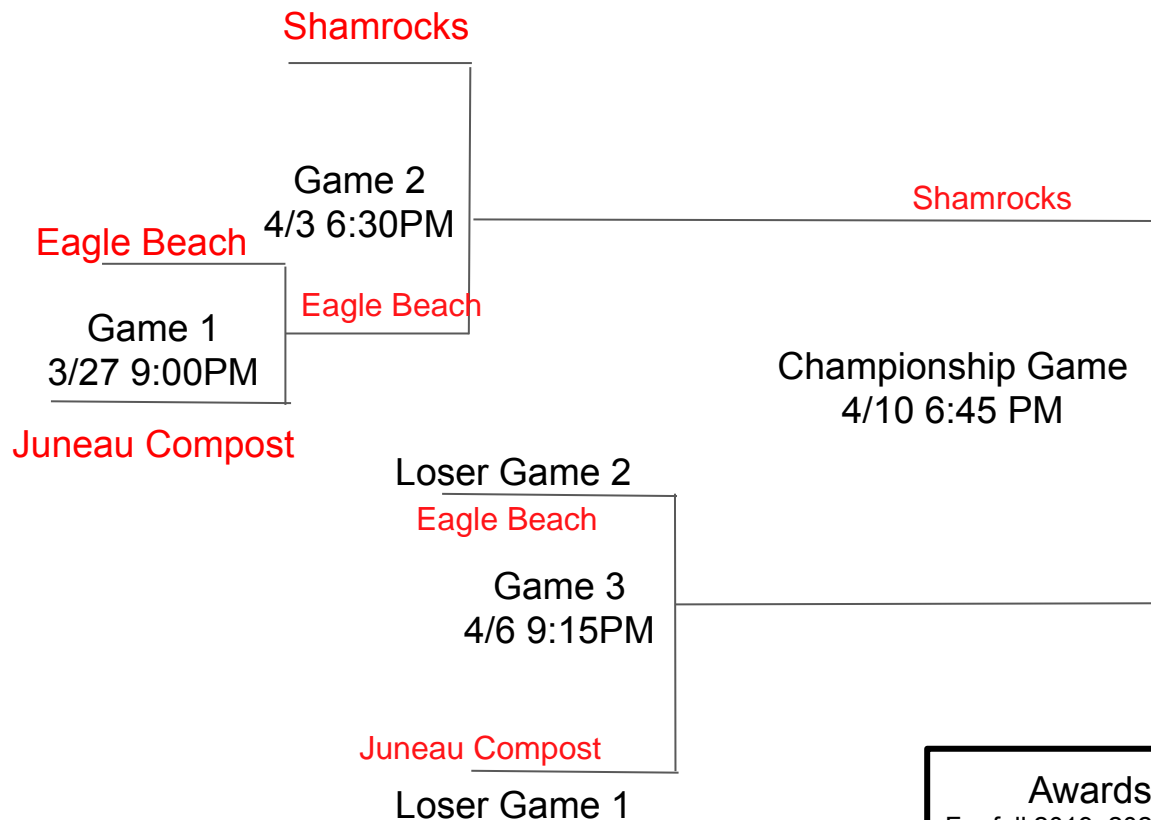 Shamrocks
Game 2
4/3 6:30PM
Shamrocks
Eagle Beach
Eagle Beach
Game 1
3/27 9:00PM
Juneau Compost
Championship Game
4/10 6:45 PM
Loser Game 2
Eagle Beach
Game 3
4/6 9:15PM
Juneau Compost
Loser Game 1
Awards